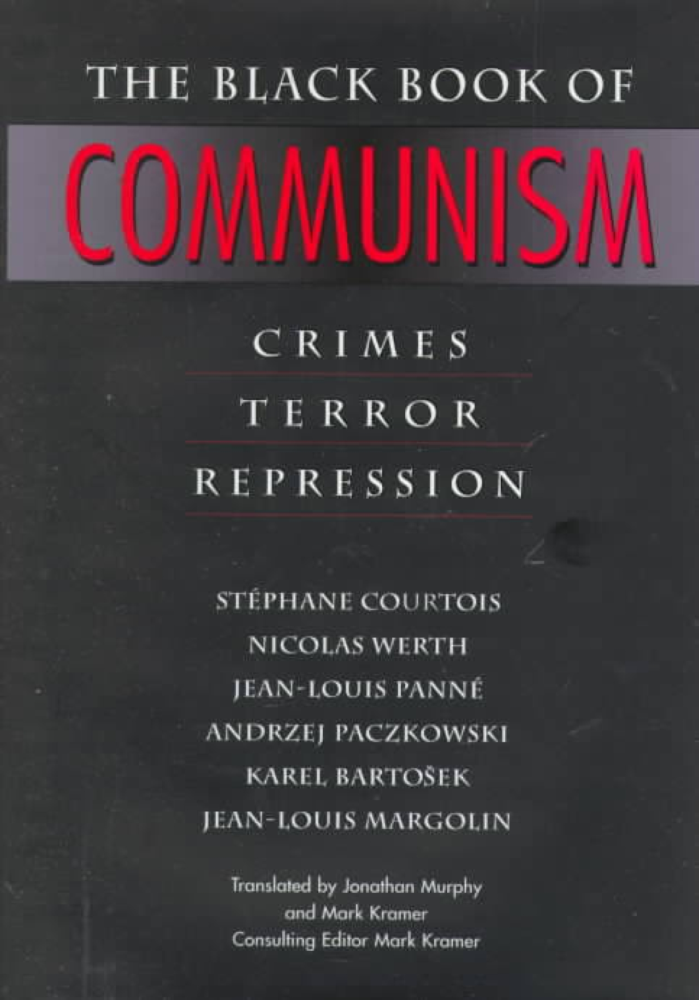 THE BLACK BOOK OF
COMMUNISM
CRIMES
TERROR
REPRESSION
STÉPHANE COURTOIS
NICOLAS WERTH
JEAN-LOUIS PANNÉ
ANDRZEJ PACZKOWSKI
KAREL BARTOŠEK
JEAN-LOUIS MARGOLIN
Translated by Jonathan Murphy
and Mark Kramer
Consulting Editor Mark Kramer